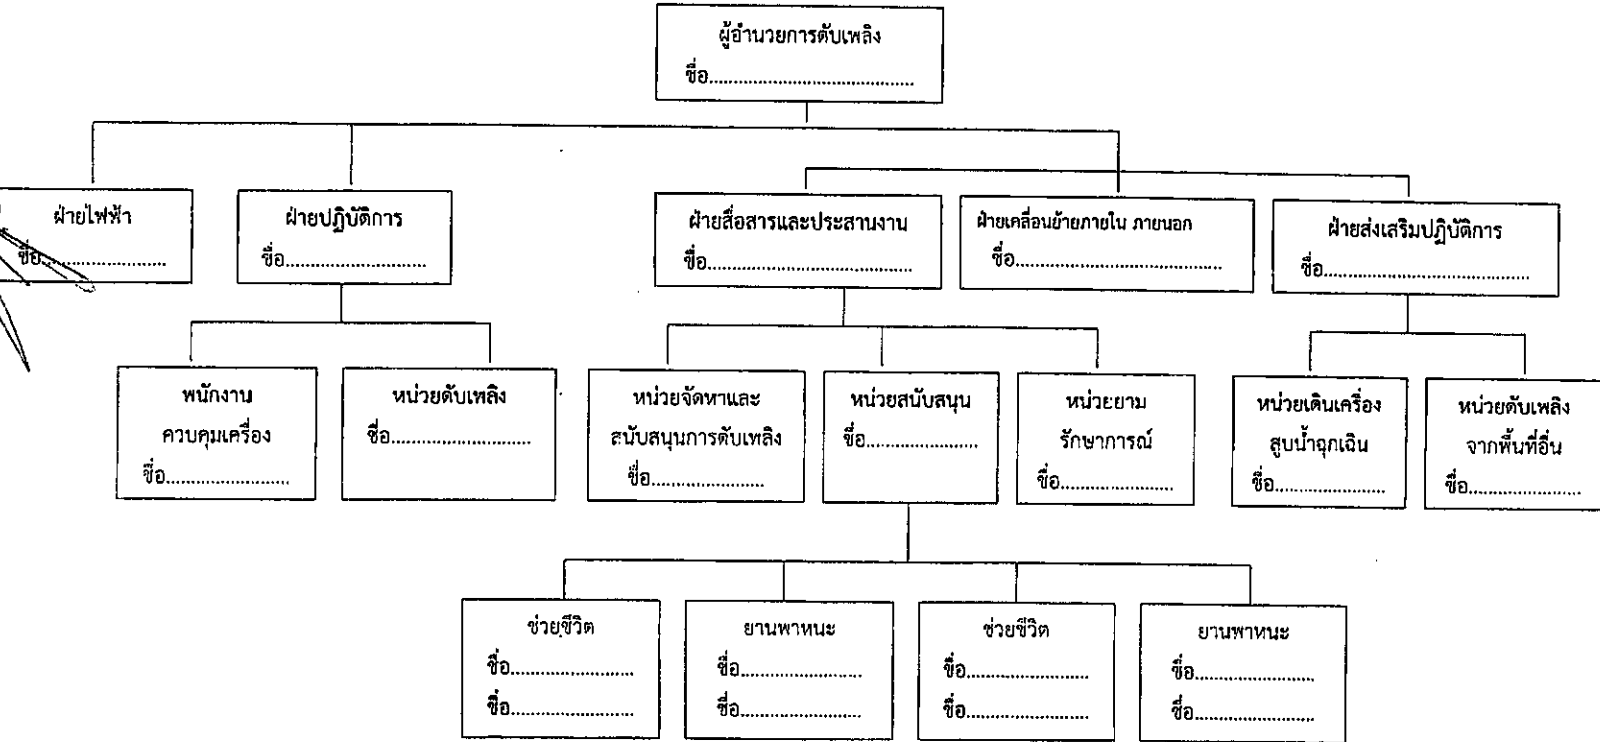 ผู้อำนวยการดับเพลิง
ชื่อ..........................................
ฝ่ายไฟฟ้า
ชื่อ.........................
ฝ่ายปฏิบัติการ
ชื่อ............................
ฝ่ายสื่อสารและประสานงาน
ชื่อ..........................................
ฝ่ายเคลื่อนย้ายภายใน ภายนอก
ชื่อ..........................................
ฝ่ายส่งเสริมปฏิบัติการ
ชื่อ..........................................
พนักงาน
ควบคุมเครื่อง
ชื่อ.........................
หน่วยดับเพลิง
ชื่อ............................
หน่วยจัดหาและ
สนับสนุนการดับเพลิง
ชื่อ.......................
หน่วยสนับสนุน
ชื่อ.......................
หน่วยยาม
รักษาการณ์
ชื่อ.......................
หน่วยเดินเครื่อง
สูบน้ำฉุกเฉิน
ชื่อ.......................
หน่วยดับเพลิง
จากพื้นที่อื่น
ชื่อ.......................
ช่วยชีวิต
ชื่อ.........................
ชื่อ.........................
ยานพาหนะ
ชื่อ.........................
ชื่อ.........................
ช่วยชีวิต
ชื่อ.........................
ชื่อ.........................
ยานพาหนะ
ชื่อ.........................
ชื่อ.........................